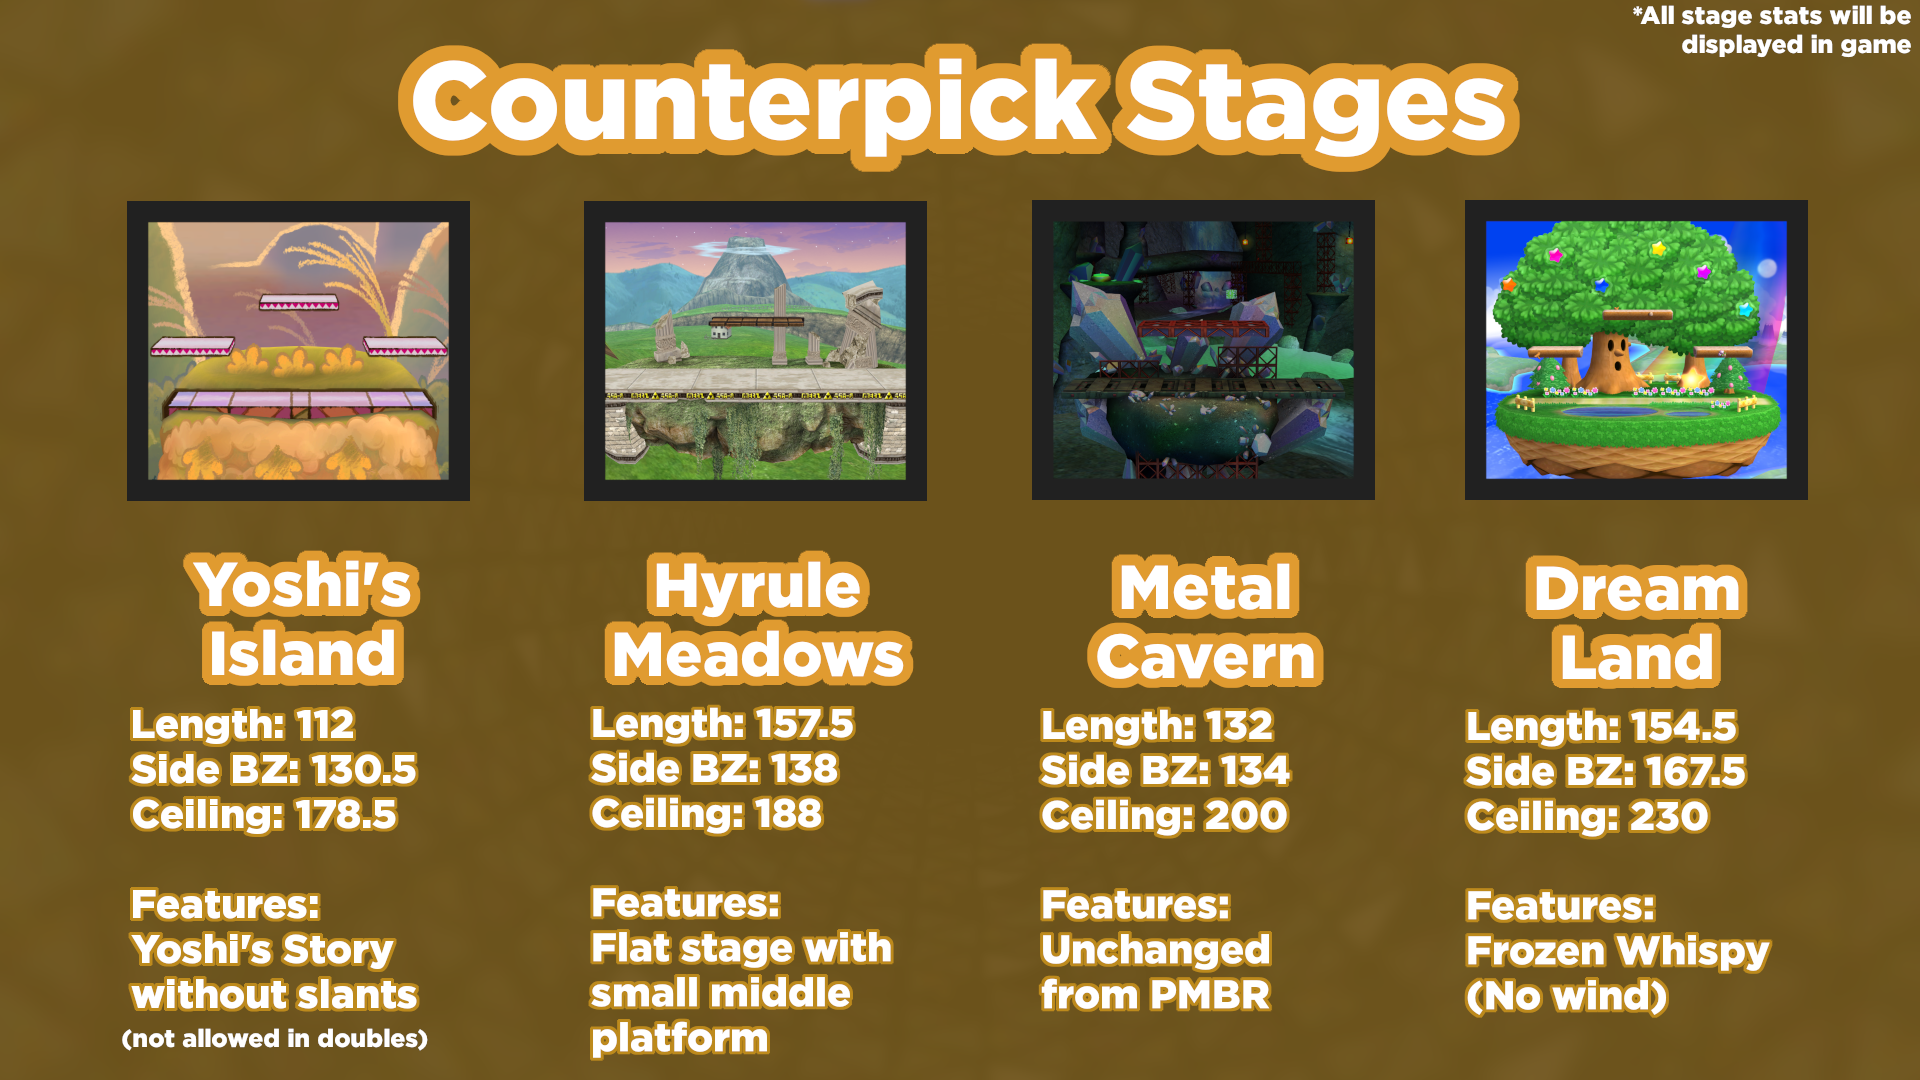 *All stage stats will be
displayed in game
Counterpick Stages
Yoshi's
Island
Length: 112
Side BZ: 130.5
Ceiling: 178.5
Features:
Yoshi's Story
without slants
(not allowed in doubles)
Hyrule
Meadows
Length: 157.5
Side BZ: 138
Ceiling: 188
Features:
Flat stage with
small middle
platform
Metal
Cavern
Length: 132
Side BZ: 134
Ceiling: 200
Features:
Unchanged
from PMBR
Dream
Land
Length: 154.5
Side BZ: 167.5
Ceiling: 230
Features:
Frozen Whispy
(No wind)